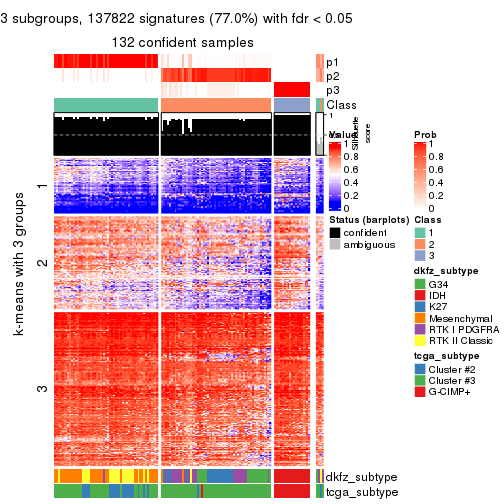 3 subgroups, 137822 signatures (77.0%) with fdr < 0.05
132 confident samples
p1
p2
p3
Class
1
Silhouette
score
k-means with 3 groups
1
2
3
Value
1
0.8
0.6
0.4
0.2
0
Prob
1
0.8
0.6
0.4
0.2
0
Status (barplots)
confident
ambiguous
Class
1
2
3
dkfz_subtype
G34
IDH
K27
Mesenchymal
RTK I PDGFRA
RTK II Classic
tcga_subtype
Cluster #2
Cluster #3
G-CIMP+
dkfz_subtype
tcga_subtype